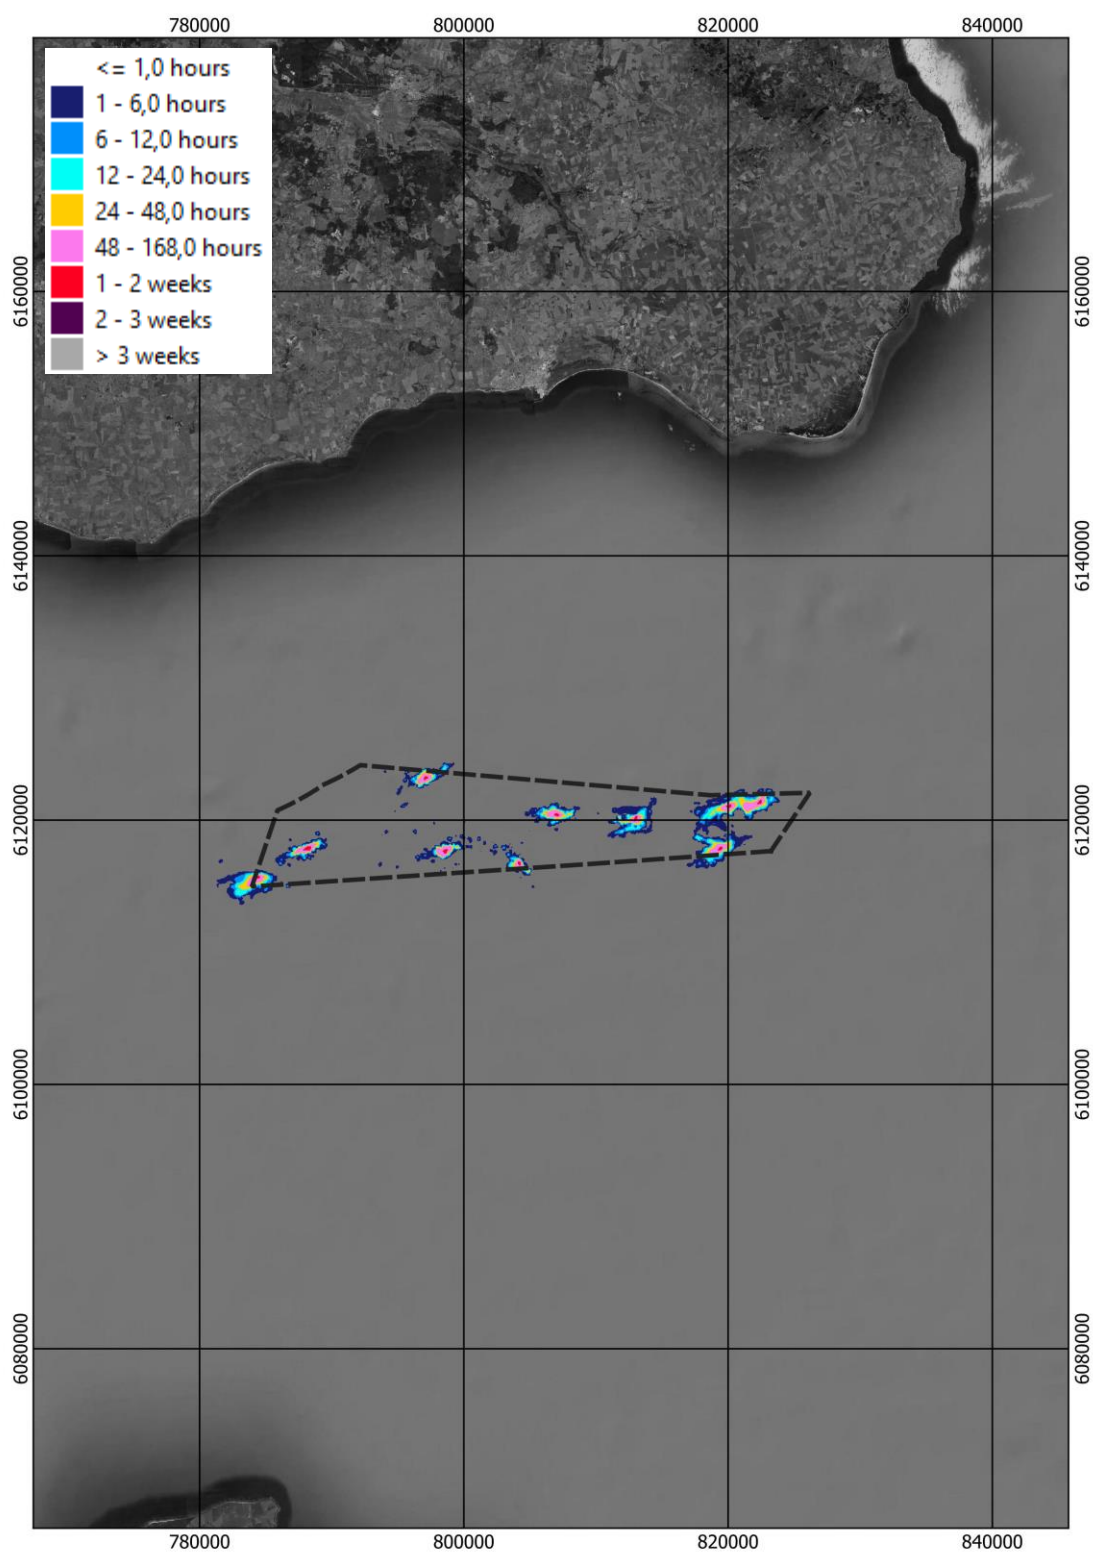 780000 800000 820000 840000
<= 1,0 hours
1 - 6,0 hours
6 - 12,0 hours
12 - 24,0 hours
24 - 48,0 hours
48 - 168,0 hours
1 - 2 weeks
2 - 3 weeks
> 3 weeks
6160000 6160000
6140000 6140000
6120000 6120000
6100000 6100000
6080000 6080000
780000 800000 820000 840000